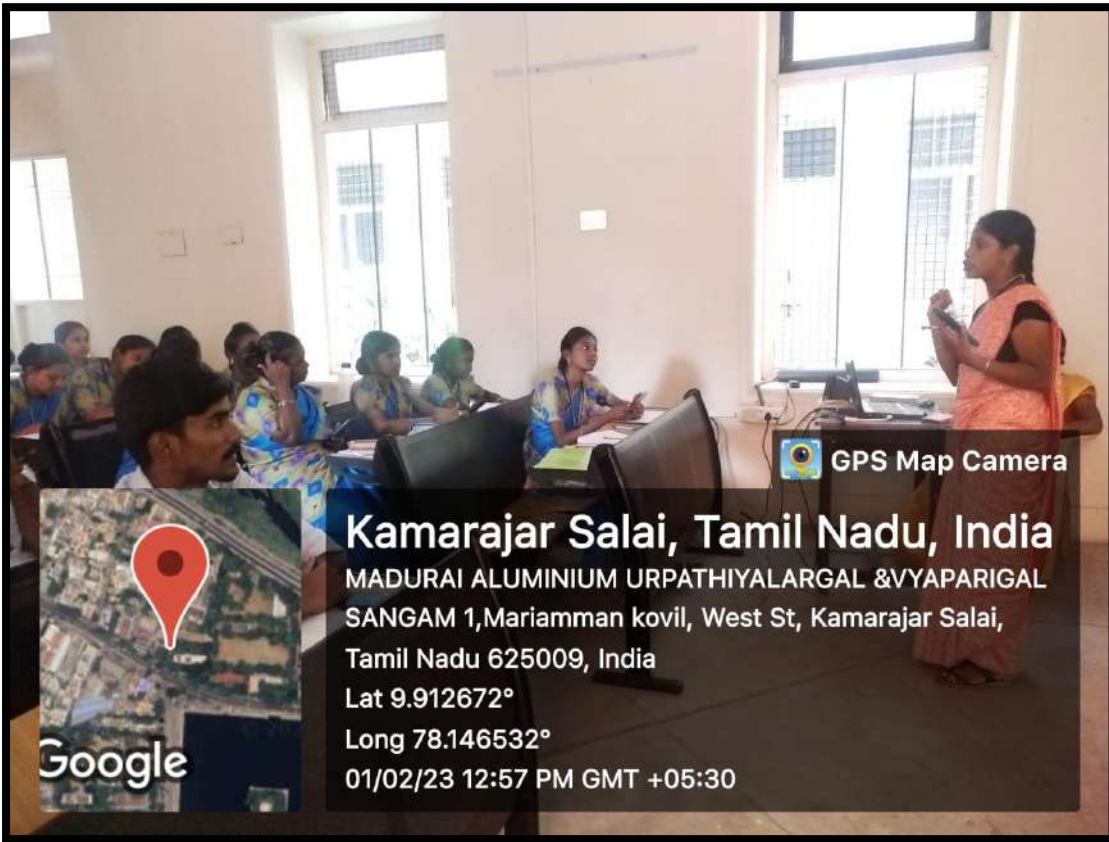 GPS Map Camera
Kamarajar Salai, Tamil Nadu, India
MADURAI ALUMINIUM URPATHIYALARGAL &VYAPARIGAL
SANGAM 1,Mariamman kovil, West St, Kamarajar Salai,
Tamil Nadu 625009, India
Lat 9.912672°
Long 78.146532°
01/02/23 12:57 PM GMT +05:30
Google